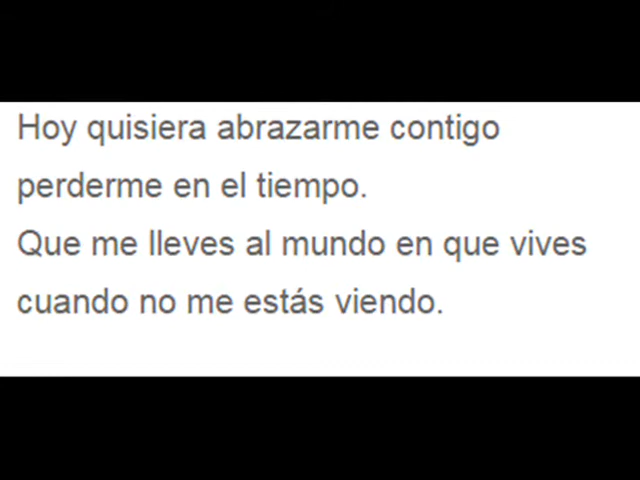 Hoy quisiera abrazarme contigo
perderme en el tiempo.
Que me lleves al mundo en que vives
cuando no me estás viendo.